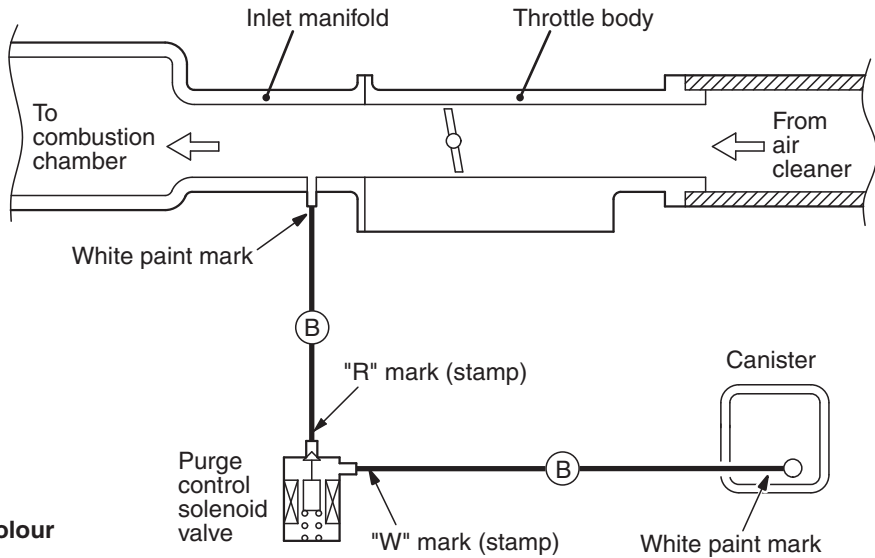 Inlet manifold
Throttle body
To
combustion
chamber
From
air
cleaner
White paint mark
B
"R" mark (stamp)
Canister
Purge
control
solenoid
valve
B
"W" mark (stamp)
White paint mark
olour